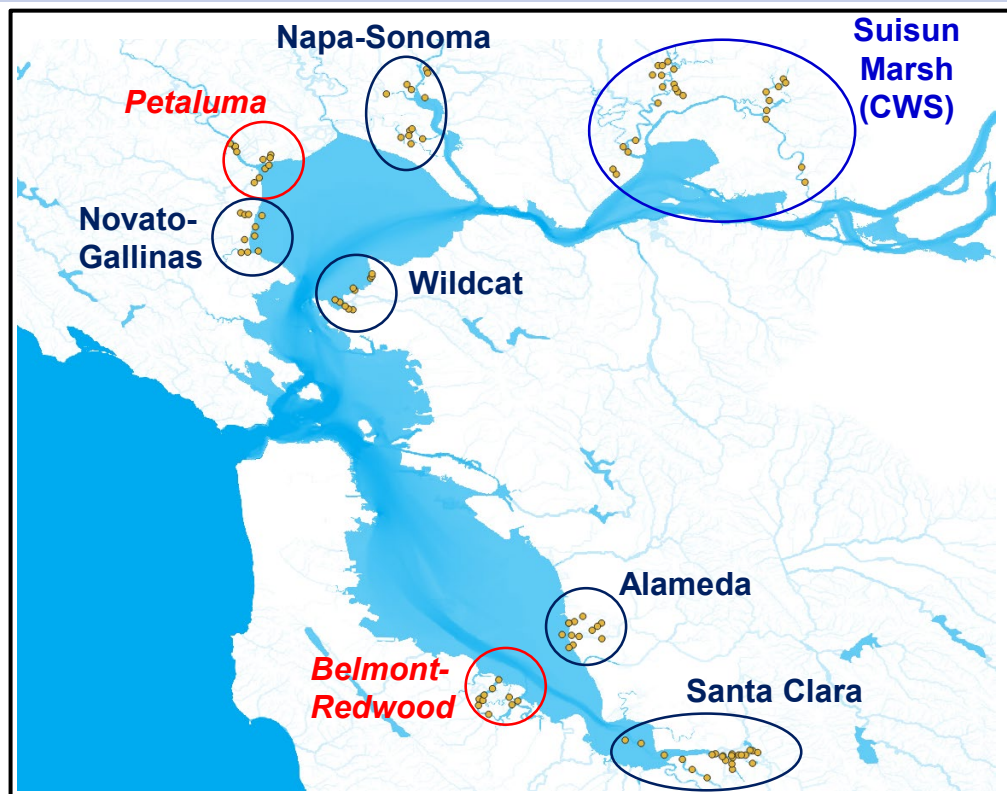 Napa-Sonoma
Suisun
Marsh
(CWS)
Petaluma
Novato-
Gallinas
Wildcat
Alameda
Belmont-
Redwood
Santa Clara